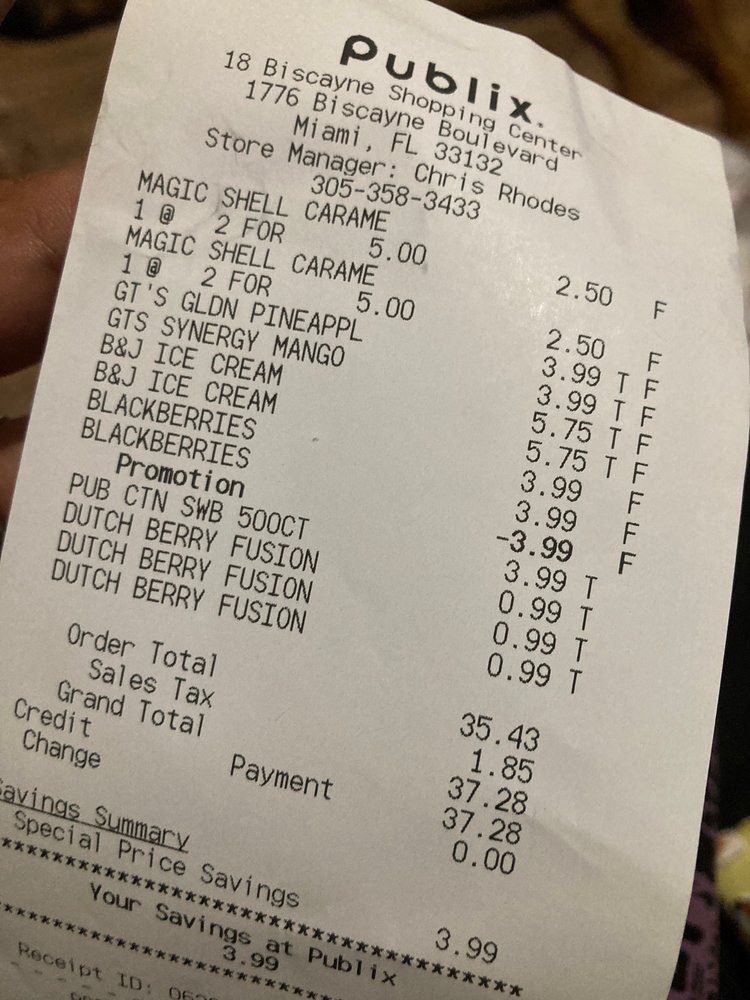 Publix.
18 Biscayne Shopping Center
1776 Biscayne Boulevard
Miami, FL 33132
Store Manager: Chris Rhodes
305-358-3433
MAGIC SHELL CARAME
1 @ 2 FOR 5.00 2.50 F
MAGIC SHELL CARAME
1 @ 2 FOR 5.00 2.50 F
GT'S GLDN PINEAPPL 3.99 T F
GTS SYNERGY MANGO 3.99 T F
B&J ICE CREAM 5.75 T F
B&J ICE CREAM 5.75 T F
BLACKBERRIES 3.99 F
BLACKBERRIES 3.99 F
Promotion -3.99 F
PUB CTN SWB 500CT 3.99 T
DUTCH BERRY FUSION 0.99 T
DUTCH BERRY FUSION 0.99 T
DUTCH BERRY FUSION 0.99 T
Order Total 35.43
Sales Tax 1.85
Grand Total 37.28
Credit Payment 37.28
Change 0.00
Savings Summary
Special Price Savings 3.99
****************************************
Your Savings at Publix
3.99
****************************************
Receipt ID: